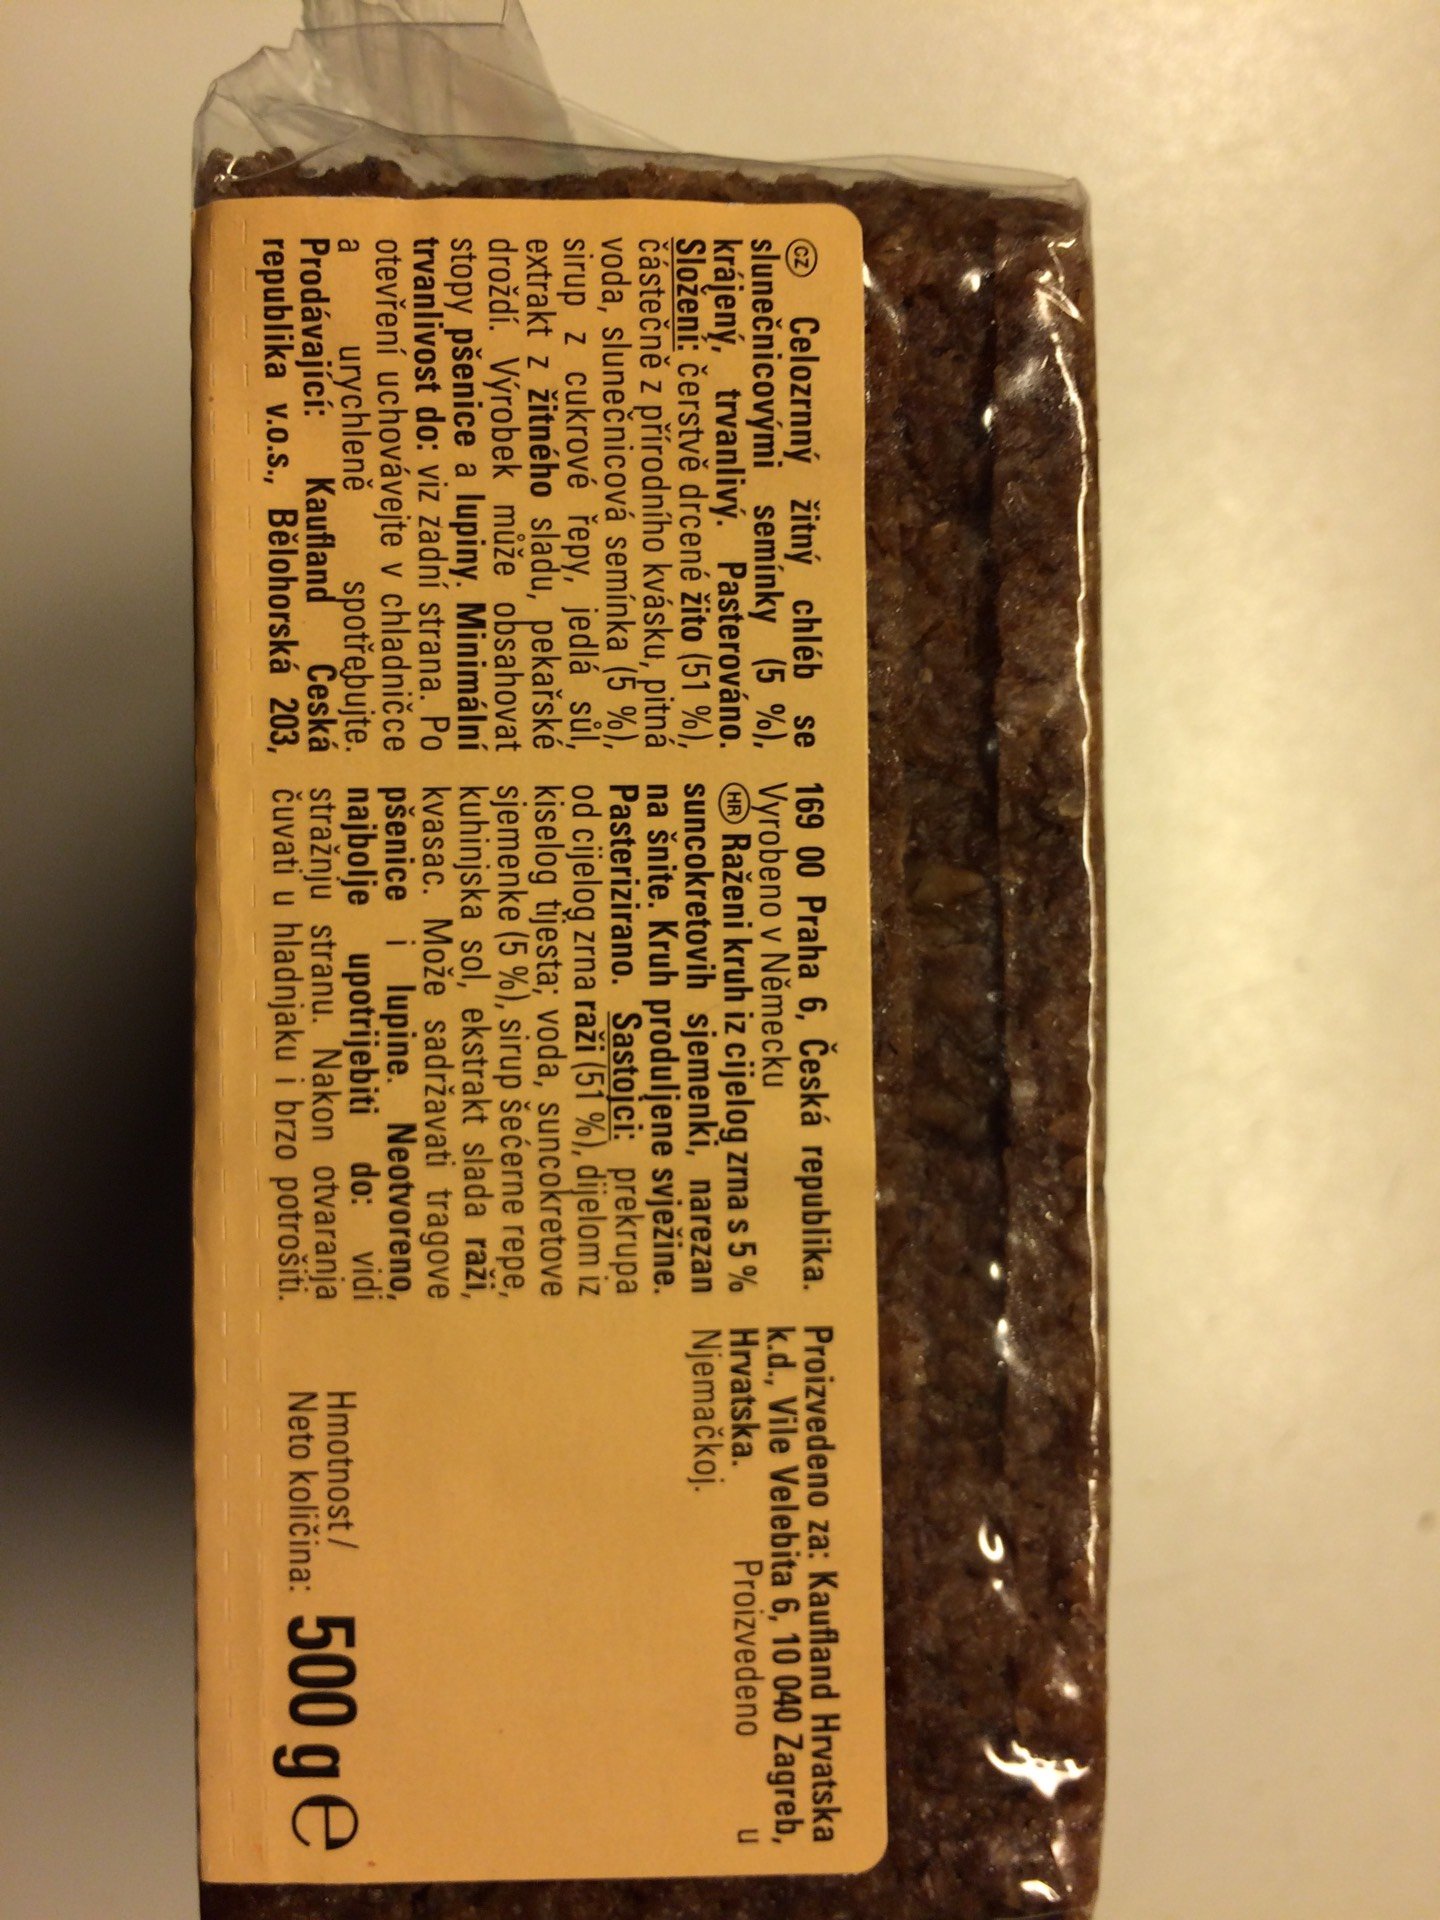 CZ Celozrnný žitný chléb se
slunečnicovými semínky (5 %),
krájený, trvanlivý. Pasterováno.
Složení: čerstvě drcené žito (51 %),
částečně z přírodního kvásku, pitná
voda, slunečnicová semínka (5 %),
sirup z cukrové řepy, jedlá sůl,
extrakt z žitného sladu, pekařské
droždí. Výrobek může obsahovat
stopy pšenice a lupiny. Minimální
trvanlivost do: viz zadní strana. Po
otevření uchovávejte v chladničce
a urychleně spotřebujte.
Prodávající: Kaufland Česká
republika v.o.s., Bělohorská 203,
169 00 Praha 6, Česká republika.
Vyrobeno v Německu
HR Raženi kruh iz cijelog zrna s 5 %
suncokretovih sjemenki, narezan
na šnite. Kruh produljene svježine.
Pasterizirano. Sastojci: prekrupa
od cijelog zrna raži (51 %), dijelom iz
kiselog tijesta; voda, suncokretove
sjemenke (5 %), sirup šećerne repe,
kuhinjska sol, ekstrakt slada raži,
kvasac. Može sadržavati tragove
pšenice i lupine. Neotvoreno,
najbolje upotrijebiti do: vidi
stražnju stranu. Nakon otvaranja
čuvati u hladnjaku i brzo potrošiti.
Proizvedeno za: Kaufland Hrvatska
k.d., Vile Velebita 6, 10 040 Zagreb,
Hrvatska. Proizvedeno u
Njemačkoj.
Hmotnost /
Neto količina: 500 g e